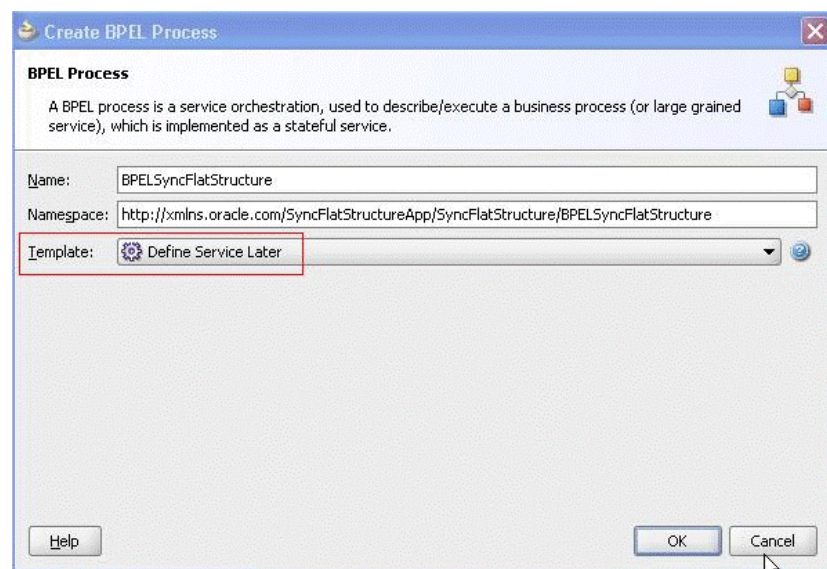 Create BPEL Process
BPEL Process
A BPEL process is a service orchestration, used to describe/execute a business process (or large grained
service), which is implemented as a stateful service.
Name: BPELSyncFlatStructure
Namespace: http://xmlns.oracle.com/SyncFlatStructureApp/SyncFlatStructure/BPELSyncFlatStructure
Template: Define Service Later
Help OK Cancel